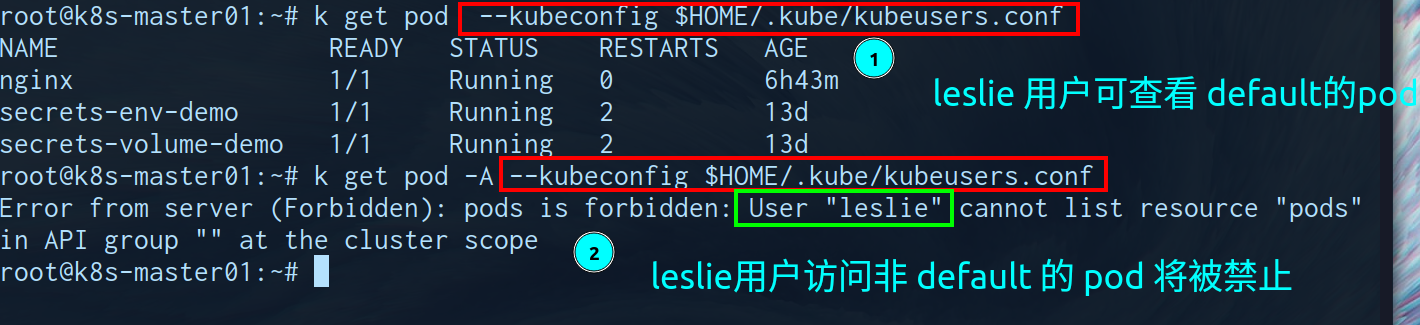 root@k8s-master01:~# k get pod --kubeconfig $HOME/.kube/kubeusers.conf
NAME READY STATUS RESTARTS AGE
nginx 1/1 Running 0 6h43m
secrets-env-demo 1/1 Running 2 13d
secrets-volume-demo 1/1 Running 2 13d
1
leslie 用户可查看 default的pod
root@k8s-master01:~# k get pod -A --kubeconfig $HOME/.kube/kubeusers.conf
Error from server (Forbidden): pods is forbidden: User "leslie" cannot list resource "pods"
in API group "" at the cluster scope
root@k8s-master01:~#
2
leslie用户访问非 default 的 pod 将被禁止